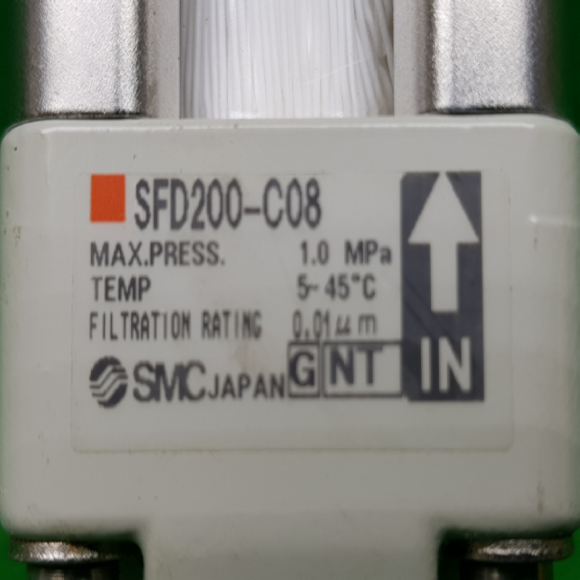 SFD200-C08
MAX.PRESS. 1.0 MPa
TEMP 5~45°C
FILTRATION RATING 0.01μm
SMC JAPAN G NT
IN